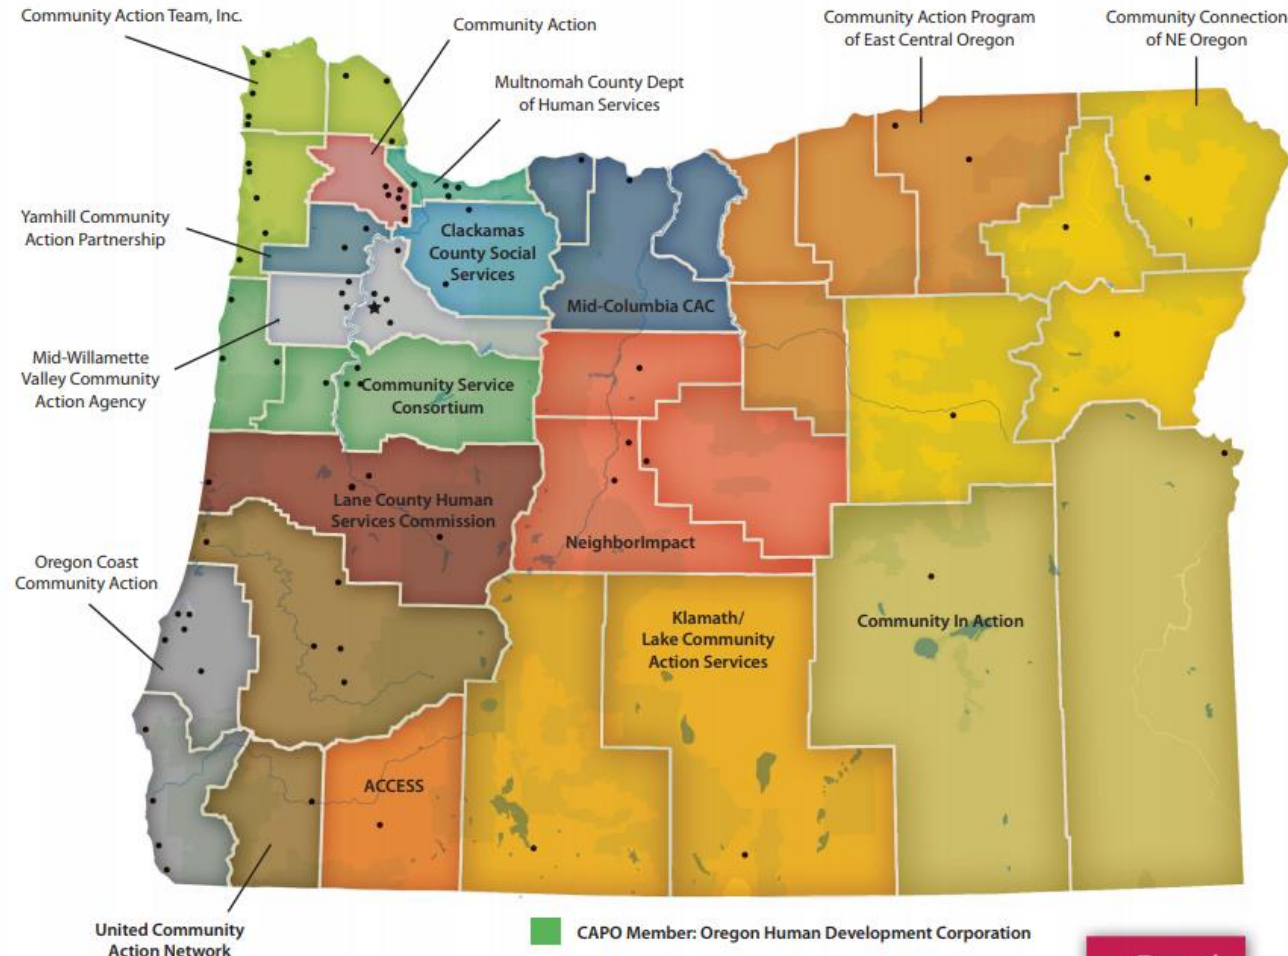 Community Action Team, Inc.
Community Action
Community Action Program
of East Central Oregon
Community Connection
of NE Oregon
Multnomah County Dept
of Human Services
Yamhill Community
Action Partnership
Clackamas
County Social
Services
Mid-Columbia CAC
Mid-Willamette
Valley Community
Action Agency
Community Service
Consortium
Lane County Human
Services Commission
NeighborImpact
Oregon Coast
Community Action
Klamath/
Lake Community
Action Services
Community In Action
ACCESS
United Community
Action Network
CAPO Member: Oregon Human Development Corporation